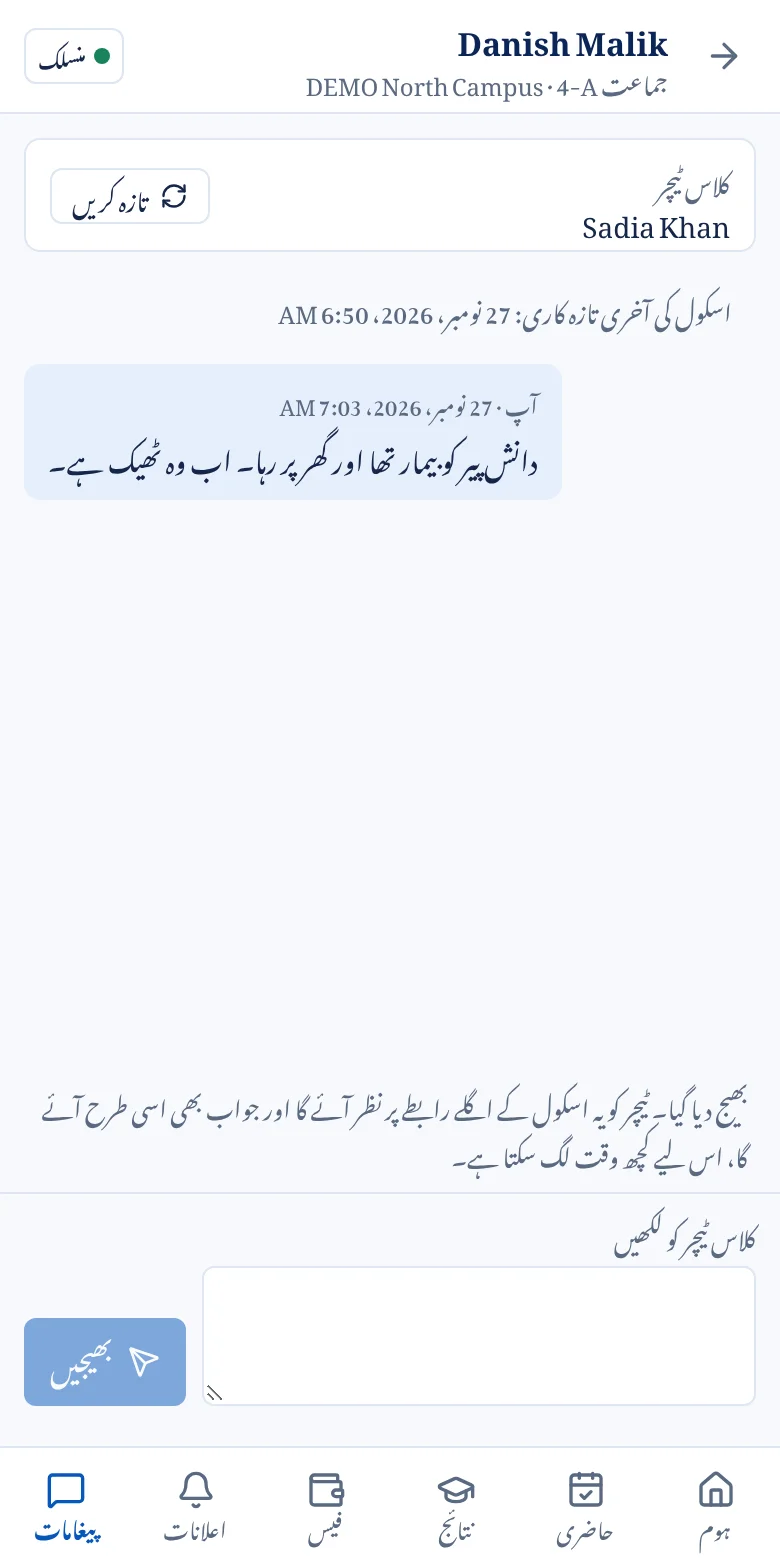 Danish Malik
جماعت 4-A · DEMO North Campus
منسلک
کلاس ٹیچر
Sadia Khan
تازہ کریں
اسکول کی آخری تازہ کاری: 27 نومبر، 2026، 6:50 AM
آپ · 27 نومبر، 2026، 7:03 AM
دانش پیر کو بیمار تھا اور گھر پر رہا۔ اب وہ ٹھیک ہے۔
بھیج دیا گیا۔ ٹیچر کو یہ اسکول کے اگلے رابطے پر نظر آئے گا اور جواب بھی اسی طرح آئے
گا، اس لیے کچھ وقت لگ سکتا ہے۔
کلاس ٹیچر کو لکھیں
بھیجیں
ہوم
حاضری
نتائج
فیس
اعلانات
پیغامات